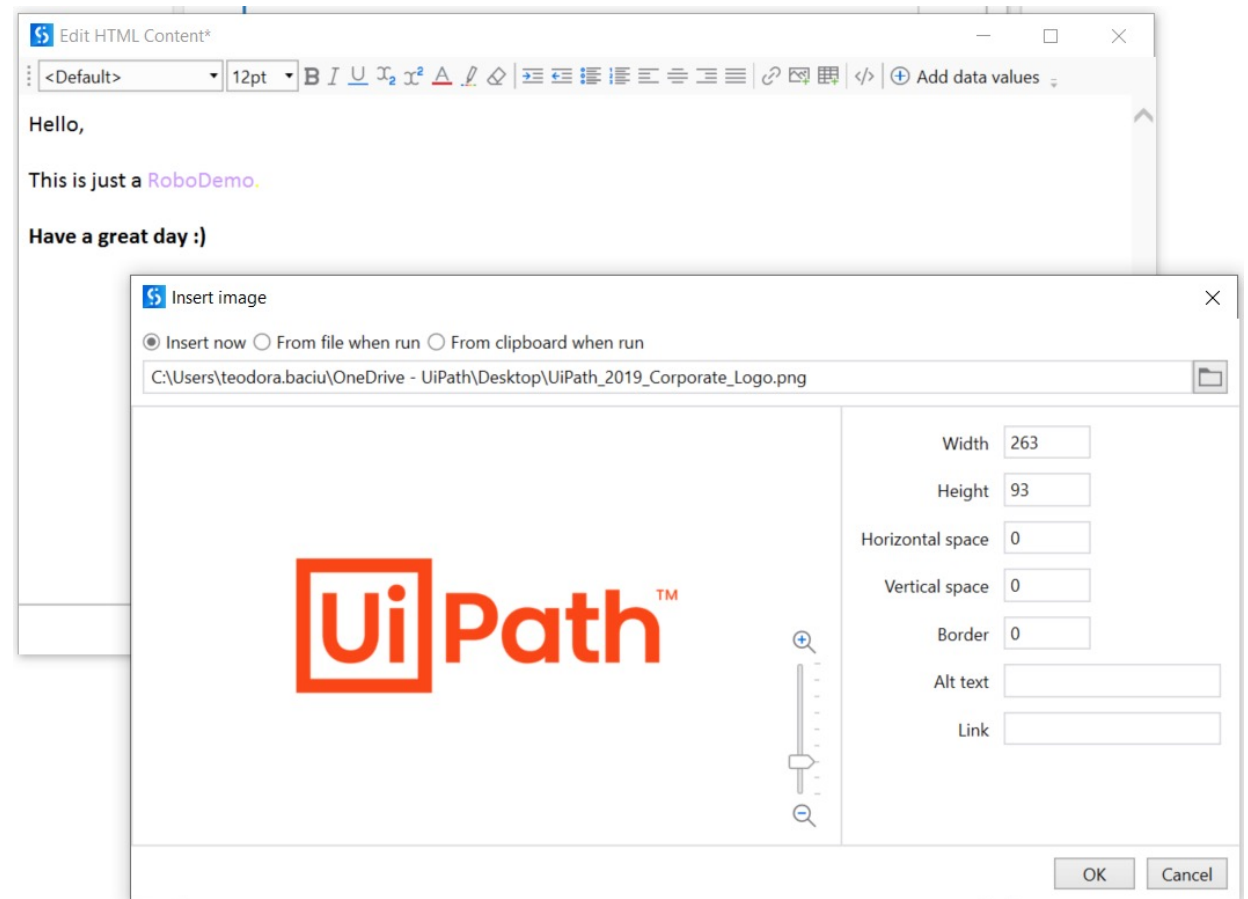 Edit HTML Content*
<Default> 12pt B I U X₂ x² A </> Add data values
Hello,
This is just a RoboDemo.
Have a great day :)
Insert image
Insert now From file when run From clipboard when run
C:\Users\teodora.baciu\OneDrive - UiPath\Desktop\UiPath_2019_Corporate_Logo.png
Width 263
Height 93
Horizontal space 0
Vertical space 0
Border 0
Alt text
Link
UiPath™
OK Cancel